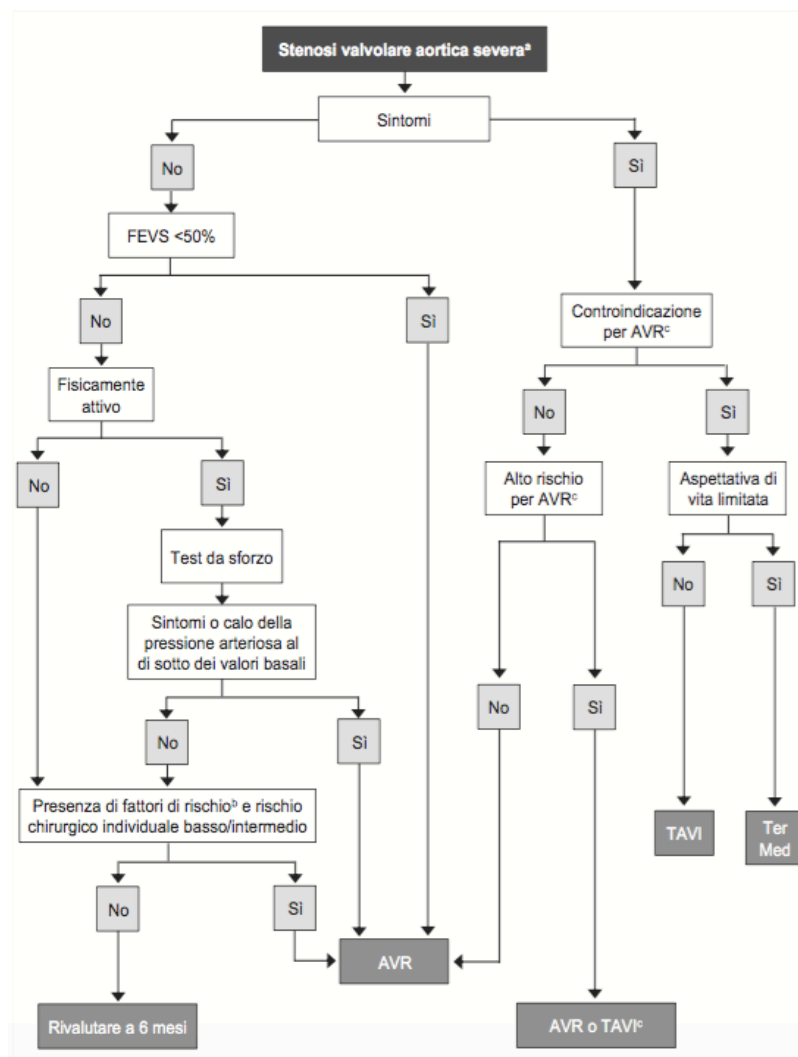 Stenosi valvolare aortica severaᵃ
Sintomi
No
Sì
FEVS <50%
No
Sì
Controindicazione
per AVRᶜ
Fisicamente
attivo
No
Sì
No
Sì
Alto rischio
per AVRᶜ
Aspettativa di
vita limitata
Test da sforzo
No
Sì
Sintomi o calo della
pressione arteriosa al
di sotto dei valori basali
No
Sì
No
Sì
Presenza di fattori di rischioᵇ e rischio
chirurgico individuale basso/intermedio
TAVI
Ter
Med
No
Sì
AVR
Rivalutare a 6 mesi
AVR o TAVIᶜ